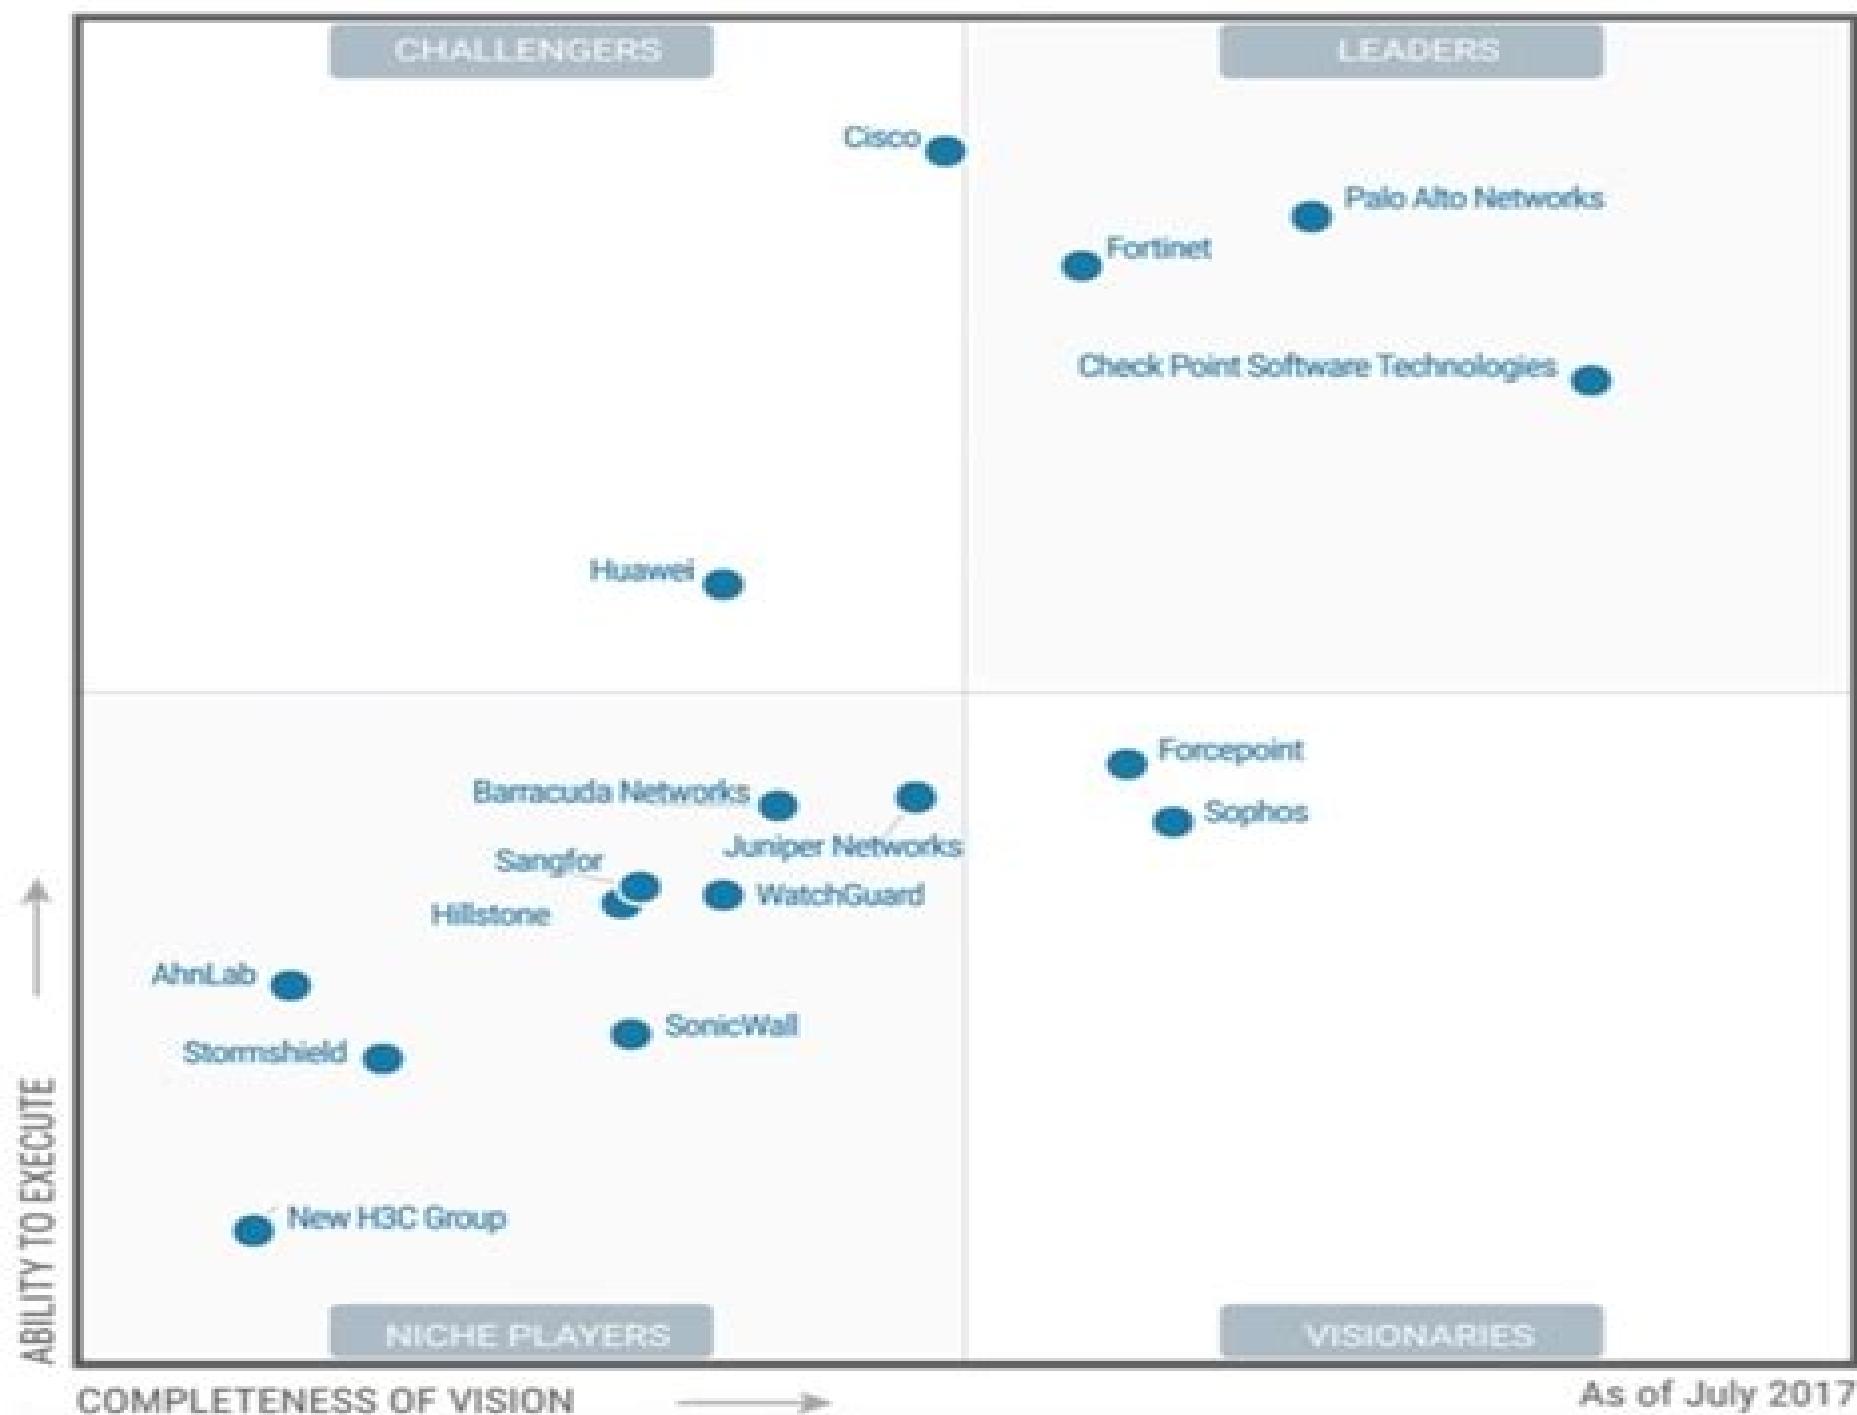 CHALLENGERS
LEADERS
Cisco
Palo Alto Networks
Fortinet
Check Point Software Technologies
Huawei
Forcepoint
Barracuda Networks
Sophos
Juniper Networks
Sangfor
WatchGuard
Hillstone
AhnLab
SonicWall
Stormshield
New H3C Group
NICHE PLAYERS
VISIONARIES
ABILITY TO EXECUTE
COMPLETENESS OF VISION
As of July 2017